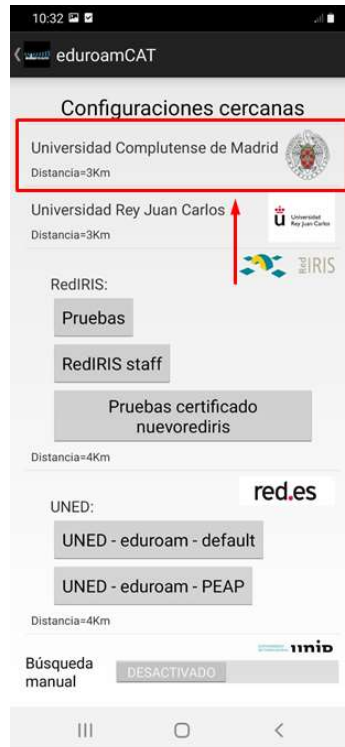 10:32
eduroamCAT
Configuraciones cercanas
Universidad Complutense de Madrid
Distancia=3Km
Universidad Rey Juan Carlos
Universidad
Rey Juan Carlos
Distancia=3Km
Red IRIS
RedIRIS:
Pruebas
RedIRIS staff
Pruebas certificado
nuevorediris
Distancia=4Km
red.es
UNED:
UNED - eduroam - default
UNED - eduroam - PEAP
Distancia=4Km
Búsqueda
manual
DESACTIVADO